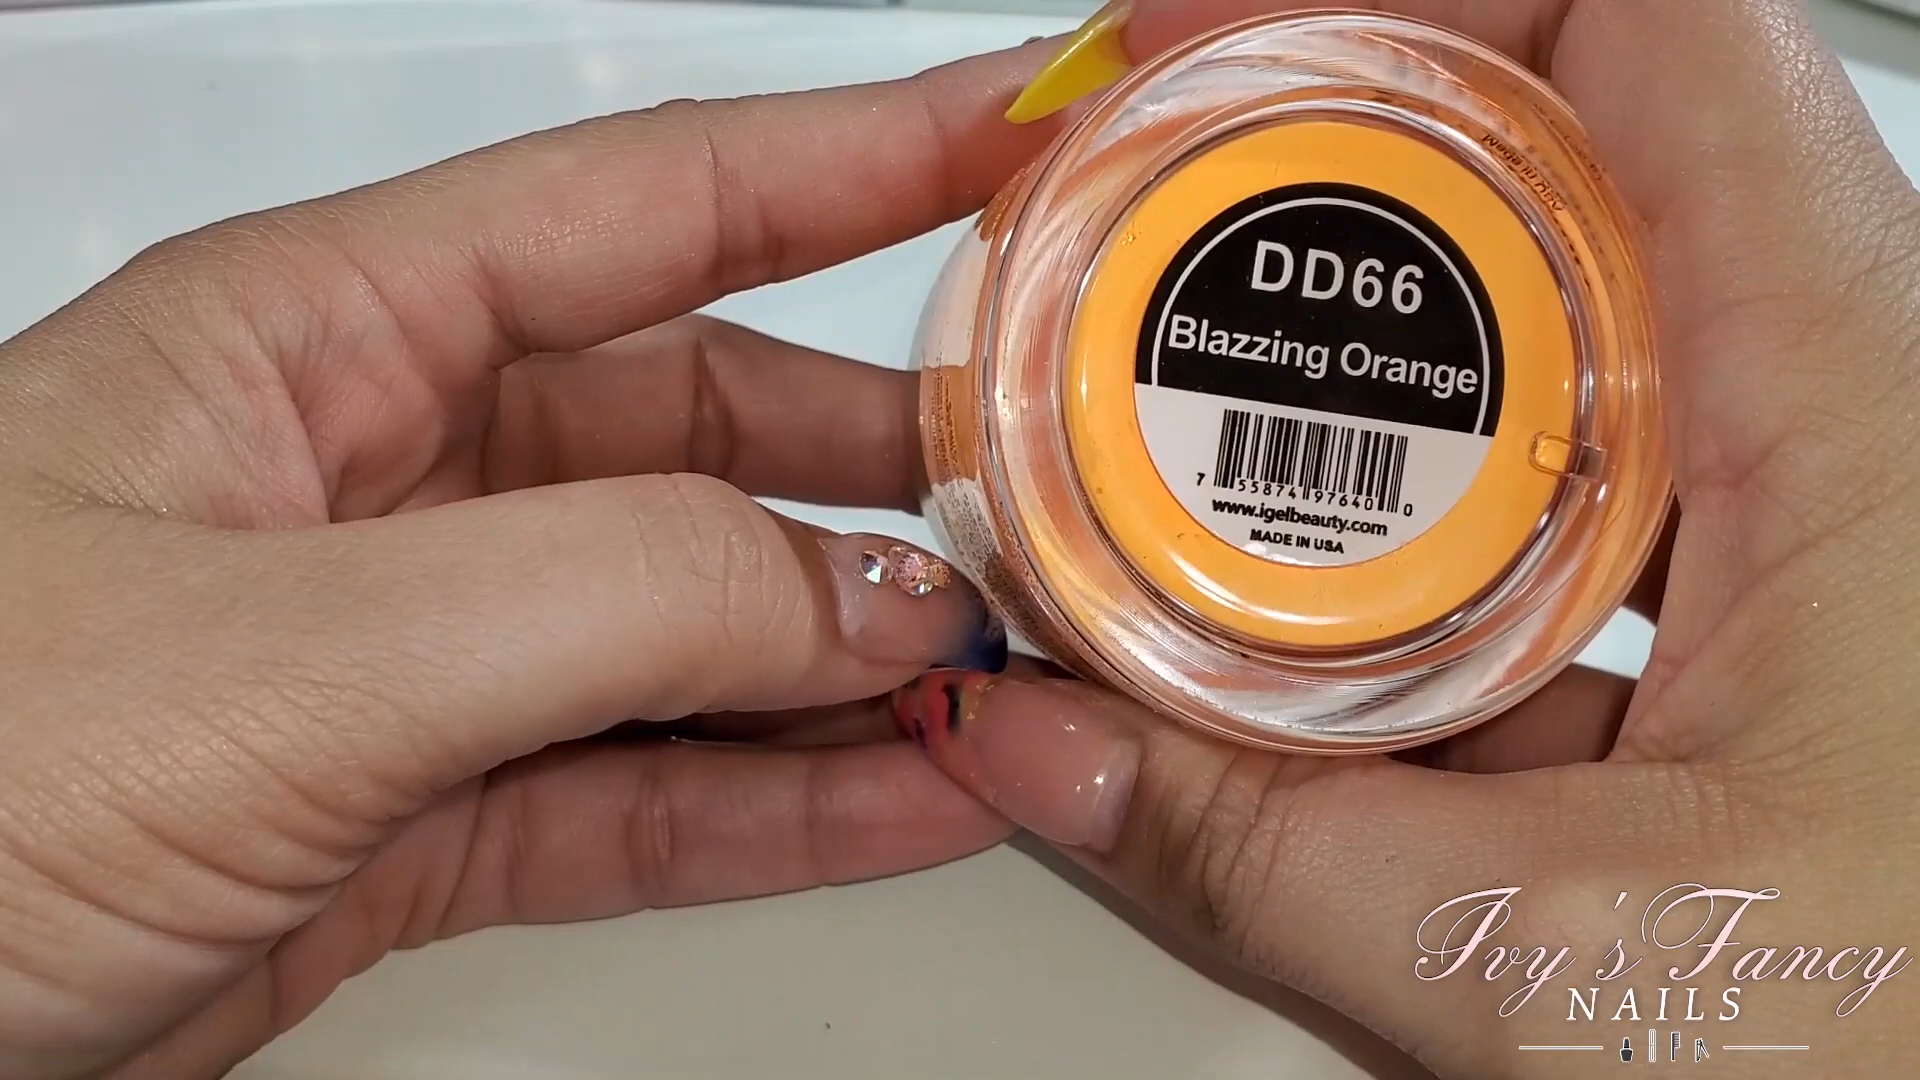 DD66
Blazzing Orange
7 55874 97640 0
www.igelbeauty.com
MADE IN USA
Ivy's Fancy
NAILS